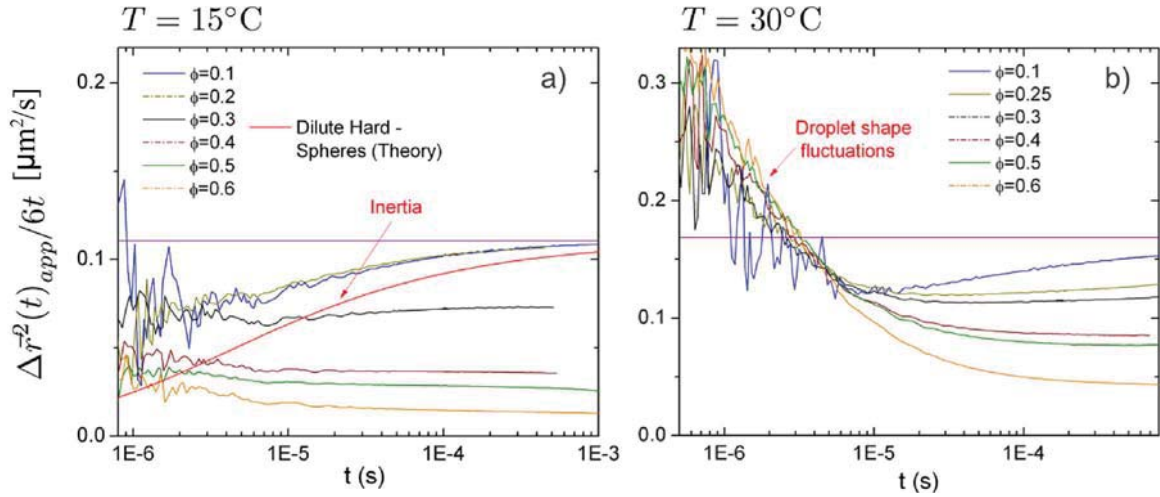 T = 15°C
T = 30°C
Δr̄²(t)app/6t [µm²/s]
a)
0.2
0.1
0.0
ϕ=0.1
ϕ=0.2
ϕ=0.3
ϕ=0.4
ϕ=0.5
ϕ=0.6
Dilute Hard -
Spheres (Theory)
Inertia
1E-6
1E-5
1E-4
1E-3
t (s)
b)
0.3
0.2
0.1
0.0
Droplet shape
fluctuations
ϕ=0.1
ϕ=0.25
ϕ=0.3
ϕ=0.4
ϕ=0.5
ϕ=0.6
1E-6
1E-5
1E-4
t (s)